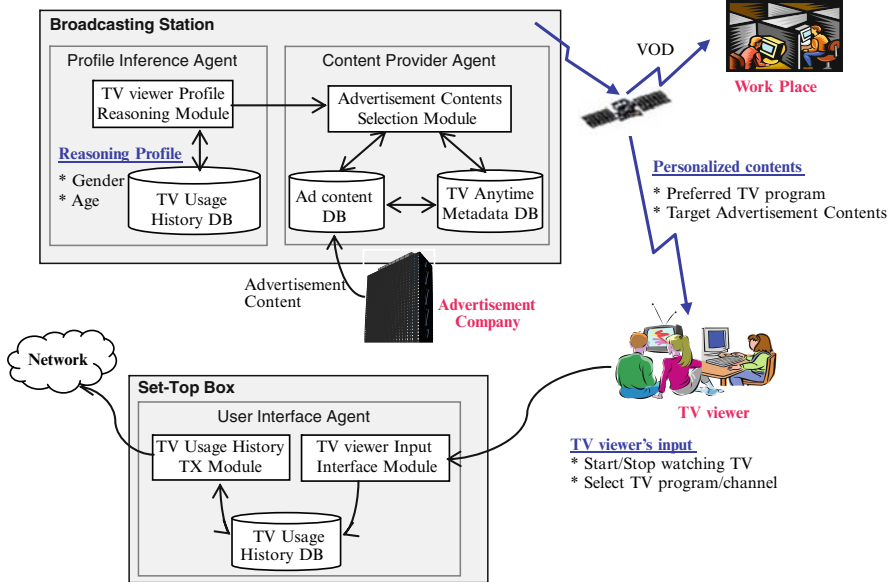 Broadcasting Station
Profile Inference Agent
TV viewer Profile
Reasoning Module
Reasoning Profile
* Gender
* Age
TV Usage
History DB
Content Provider Agent
Advertisement Contents
Selection Module
Ad content
DB
TV Anytime
Metadata DB
VOD
Work Place
Personalized contents
* Preferred TV program
* Target Advertisement Contents
Advertisement
Content
Advertisement
Company
Network
Set-Top Box
User Interface Agent
TV Usage History
TX Module
TV viewer Input
Interface Module
TV Usage
History DB
TV viewer
TV viewer's input
* Start/Stop watching TV
* Select TV program/channel